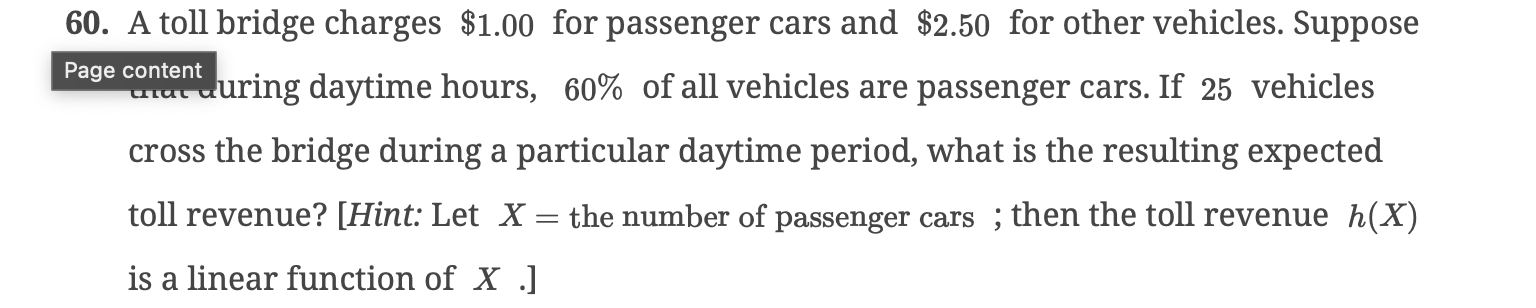 60. A toll bridge charges $1.00 for passenger cars and $2.50 for other vehicles. Suppose
Page content
during daytime hours, 60% of all vehicles are passenger cars. If 25 vehicles
cross the bridge during a particular daytime period, what is the resulting expected
toll revenue? [Hint: Let X = the number of passenger cars ; then the toll revenue h(X)
is a linear function of X .]